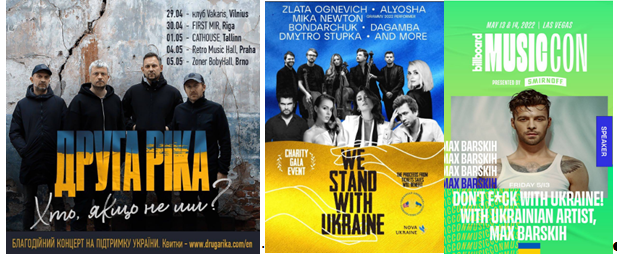 29.04 - клуб Vakaris, Vilnius
30.04 - FIRST MIR, Riga
01.05 - CATHOUSE, Tallinn
04.05 - Retro Music Hall, Praha
05.05 - Zoner BobyHall, Brno
ДРУГА РІКА
Хто, якщо не ми?
БЛАГОДІЙНИЙ КОНЦЕРТ НА ПІДТРИМКУ УКРАЇНИ. Квитки - www.drugarika.com/en
ZLATA OGNEVICH • ALYOSHA
MIKA NEWTON
BONDARCHUK • DAGAMBA
DMYTRO STUPKA • AND MORE
CHARITY
GALA
EVENT
WE
STAND
WITH
UKRAINE
NOVA
UKRAINE
MAY 13 & 14, 2022 \ LAS VEGAS
billboard
MUSICCON
PRESENTED BY SMIRNOFF
SPEAKER
MAX BARSKIH
MAX BARSKIH
MAX BARSKIH
MAX BARSKIH
DON'T F*CK WITH UKRAINE!
WITH UKRAINIAN ARTIST,
MAX BARSKIH